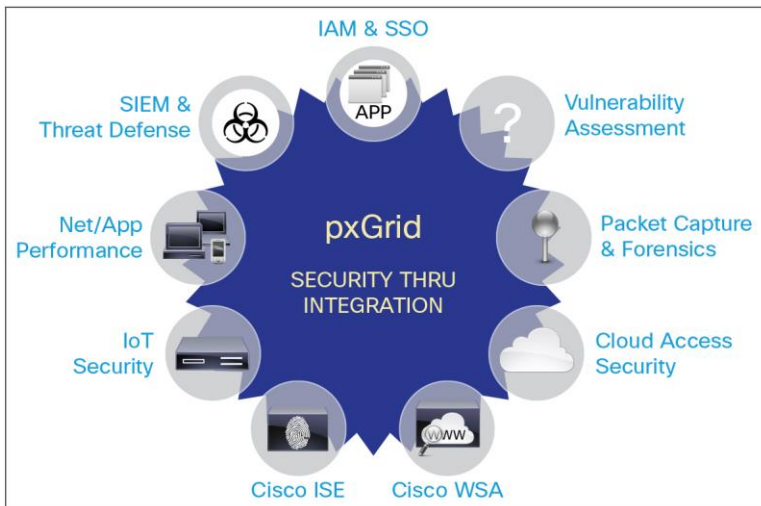 IAM & SSO
APP
SIEM &
Threat Defense
Vulnerability
Assessment
?
Net/App
Performance
pxGrid
SECURITY THRU
INTEGRATION
Packet Capture
& Forensics
IoT
Security
Cloud Access
Security
WWW
Cisco ISE
Cisco WSA